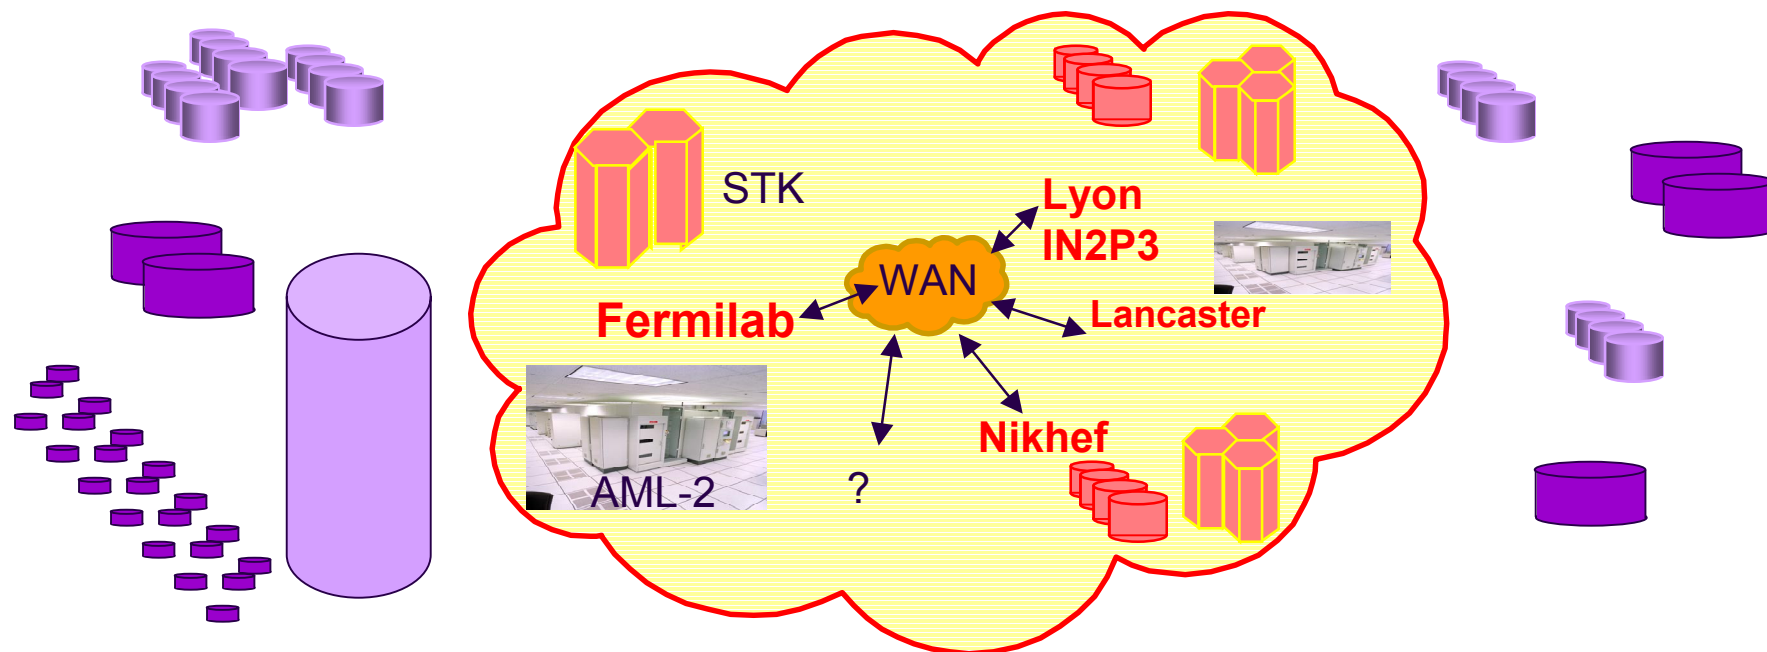 STK
Lyon
IN2P3
WAN
Fermilab
Lancaster
Nikhef
AML-2
?